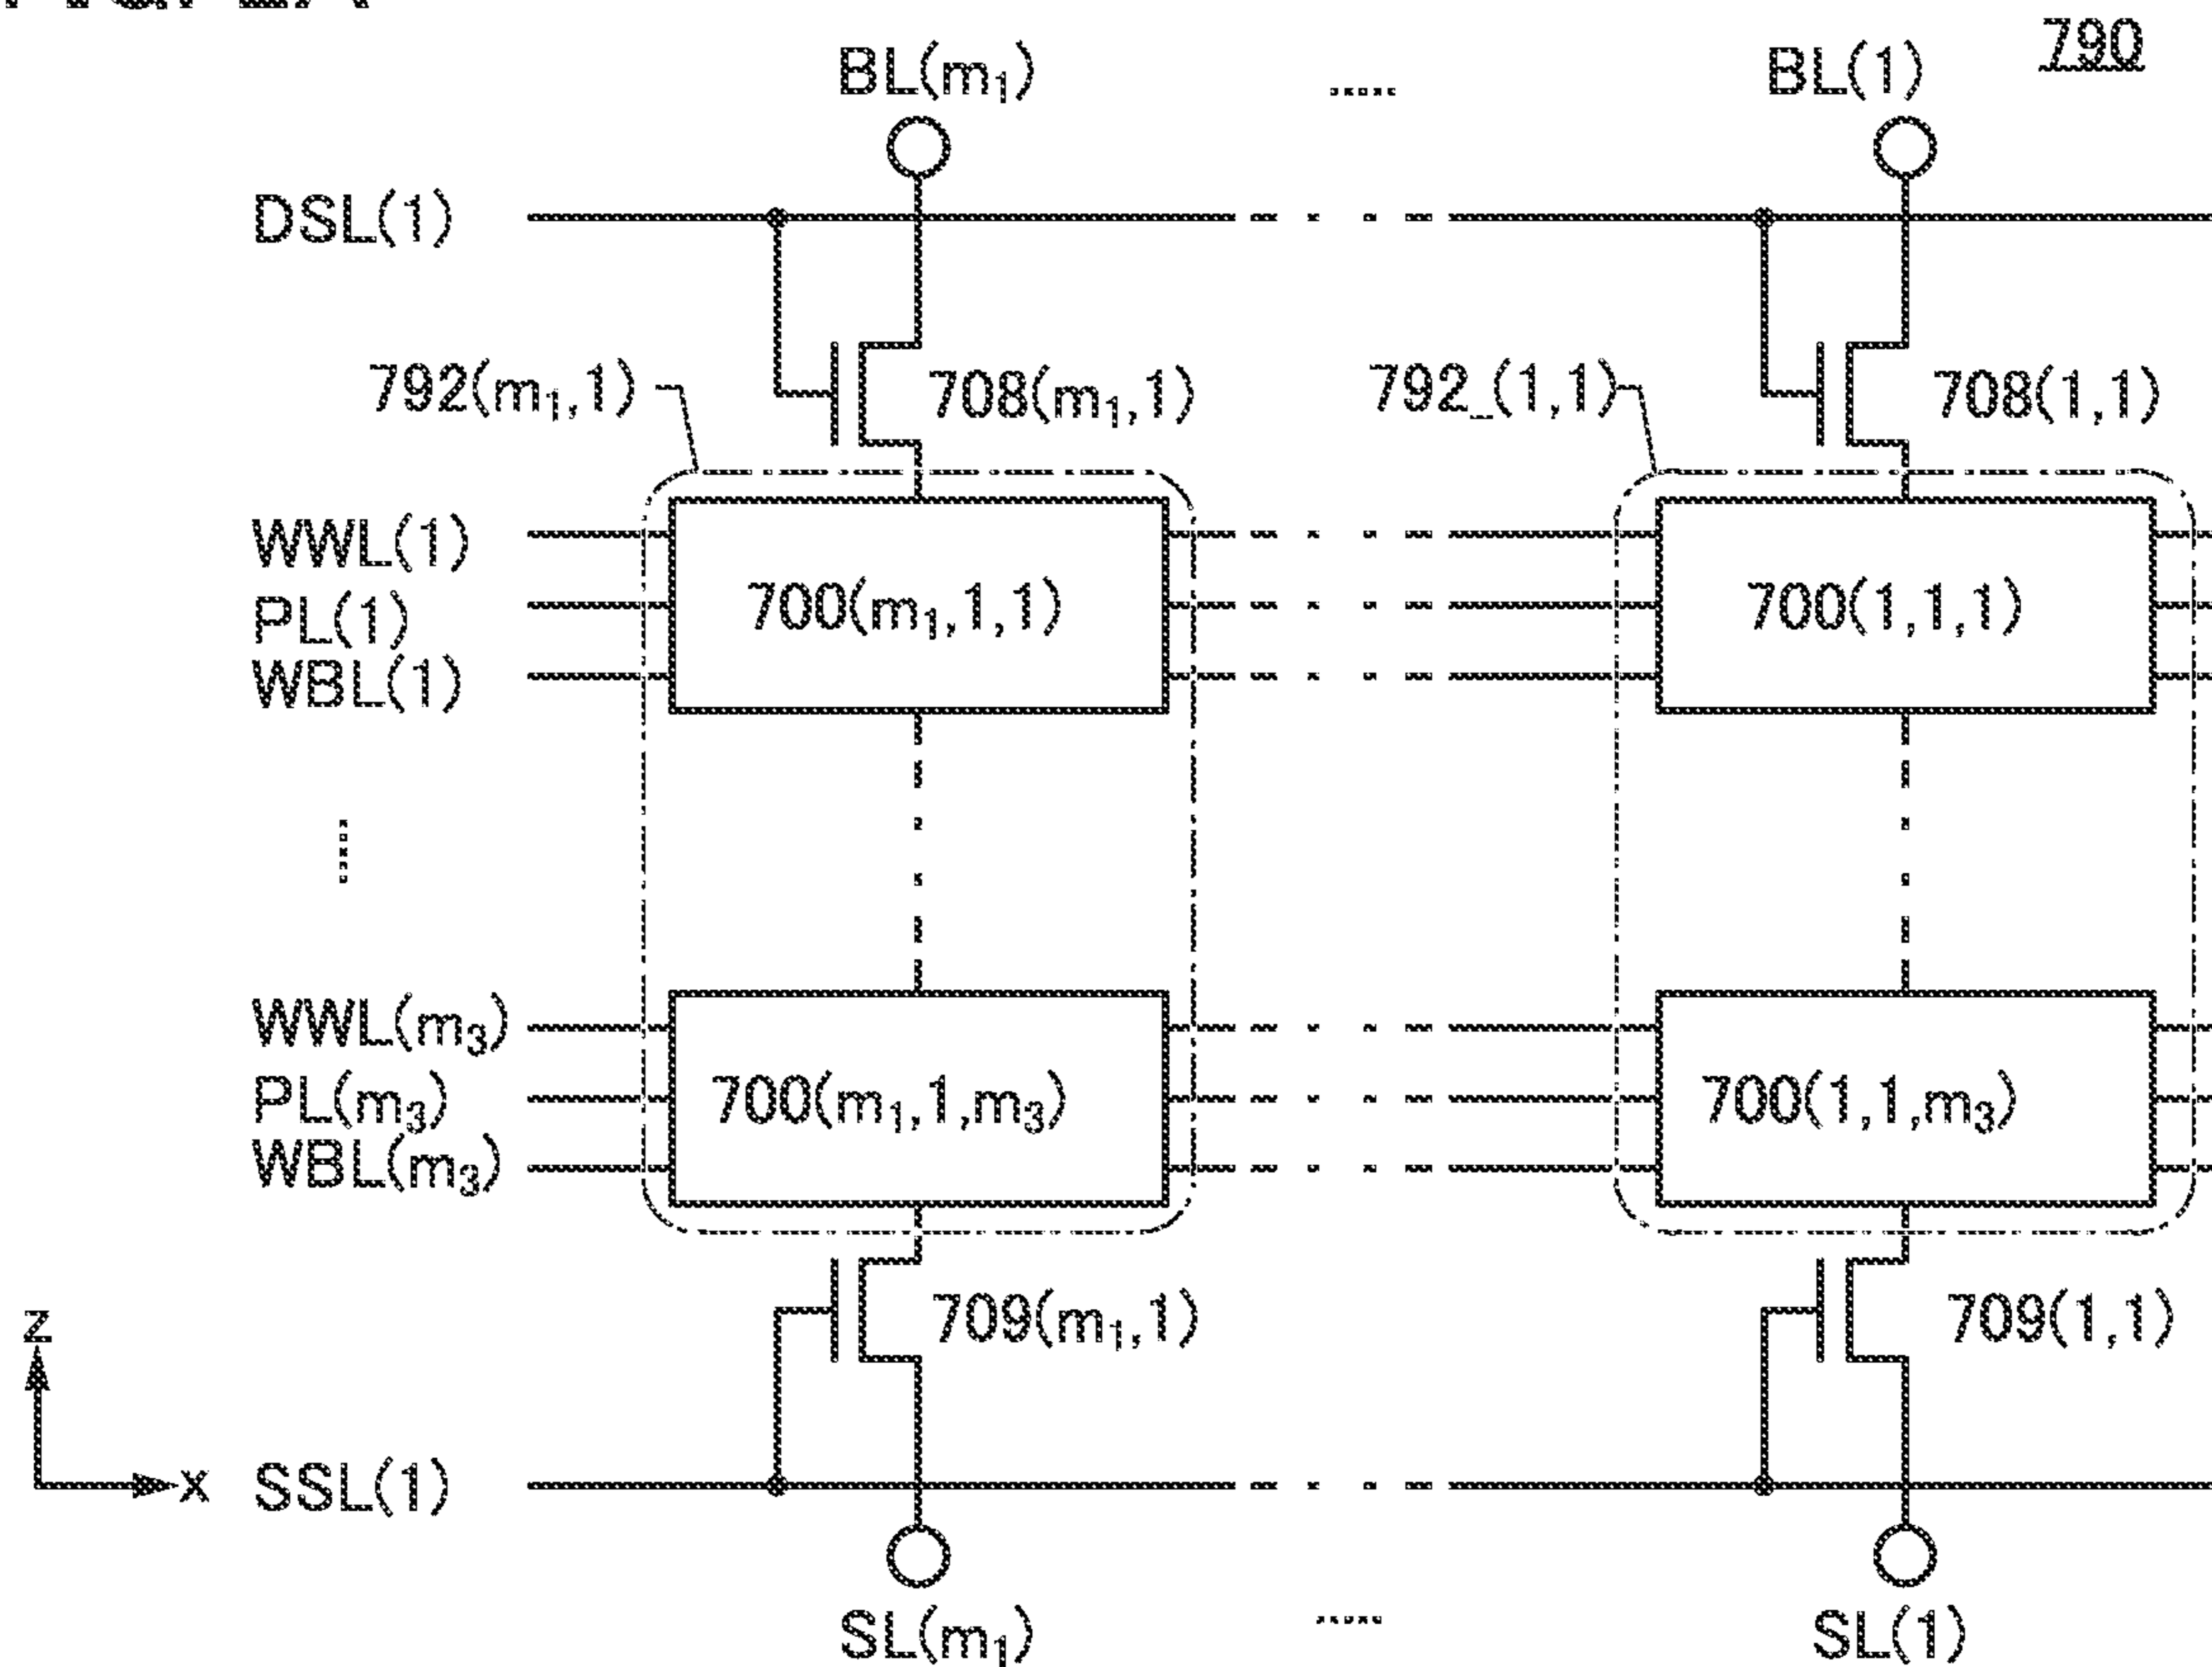 BL(m₁) ..... BL(1) 790
DSL(1)
792(m₁,1) 708(m₁,1) 792_(1,1) 708(1,1)
WWL(1)
PL(1) 700(m₁,1,1) 700(1,1,1)
WBL(1)
WWL(m₃)
PL(m₃) 700(m₁,1,m₃) 700(1,1,m₃)
WBL(m₃)
z 709(m₁,1) 709(1,1)
x SSL(1)
SL(m₁) ..... SL(1)